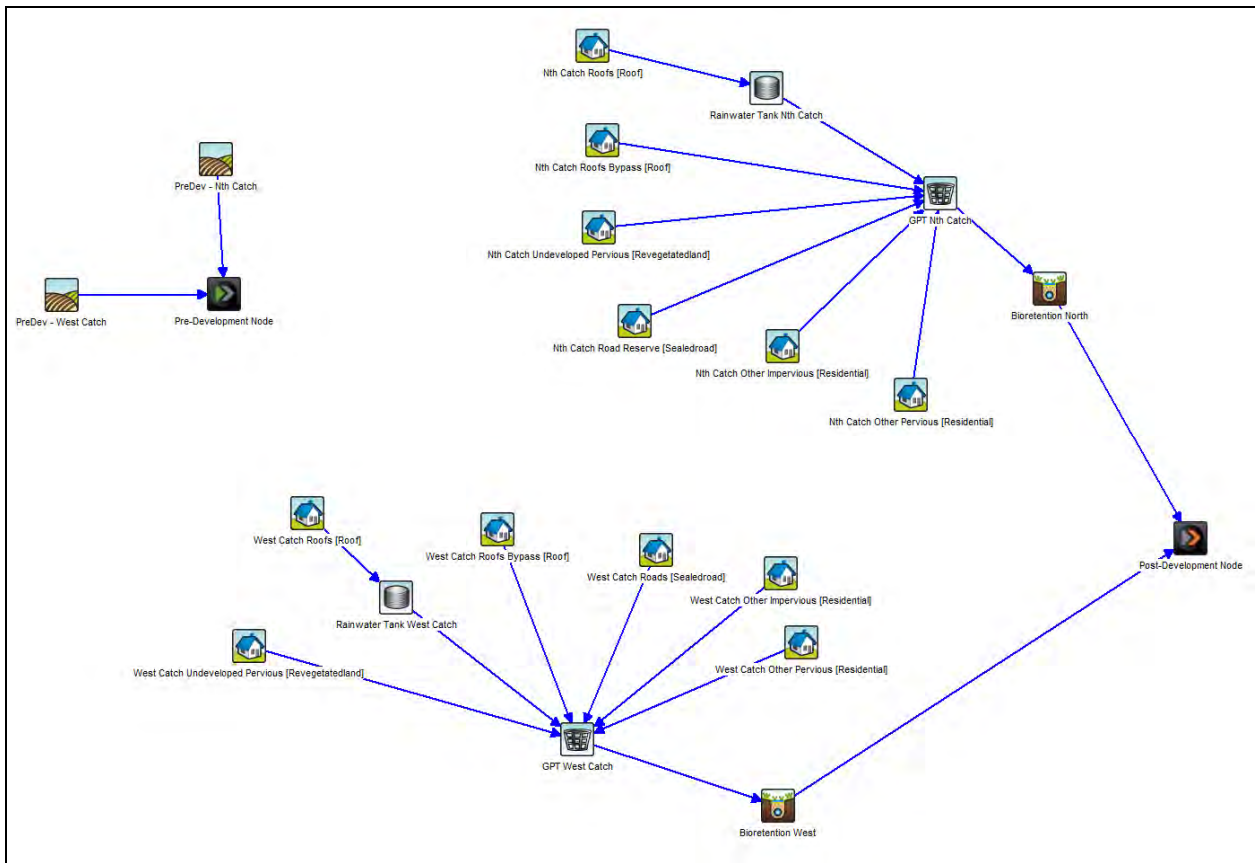 Nth Catch Roofs [Roof]
Rainwater Tank Nth Catch
Nth Catch Roofs Bypass [Roof]
PreDev - Nth Catch
GPT Nth Catch
Nth Catch Undeveloped Pervious [Revegetatedland]
PreDev - West Catch
Pre-Development Node
Bioretention North
Nth Catch Road Reserve [Sealedroad]
Nth Catch Other Impervious [Residential]
Nth Catch Other Pervious [Residential]
West Catch Roofs [Roof]
West Catch Roofs Bypass [Roof]
West Catch Roads [Sealedroad]
Post-Development Node
West Catch Other Impervious [Residential]
Rainwater Tank West Catch
West Catch Undeveloped Pervious [Revegetatedland]
West Catch Other Pervious [Residential]
GPT West Catch
Bioretention West